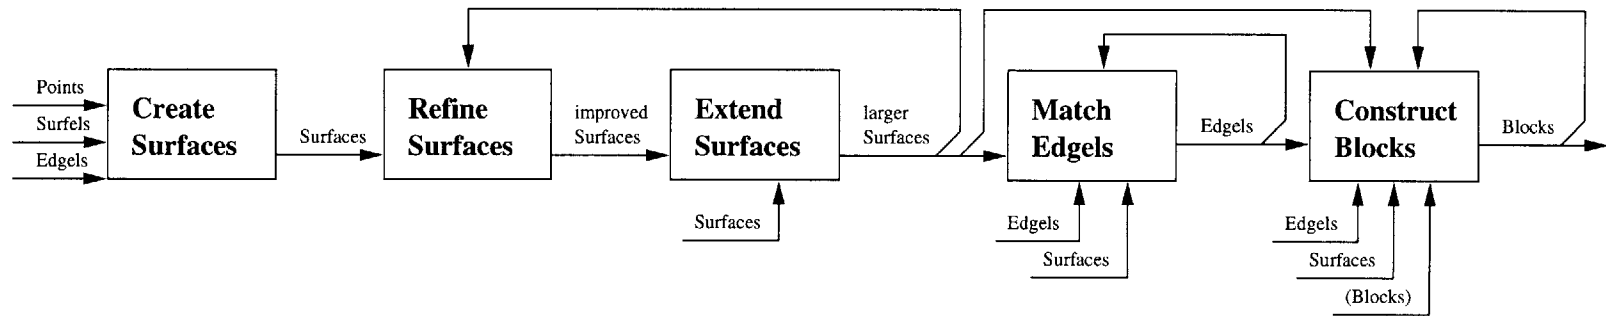 Points
Surfels
Edgels
Create
Surfaces
Surfaces
Refine
Surfaces
improved
Surfaces
Extend
Surfaces
Surfaces
larger
Surfaces
Match
Edgels
Edgels
Surfaces
Edgels
Construct
Blocks
Edgels
Surfaces
(Blocks)
Blocks